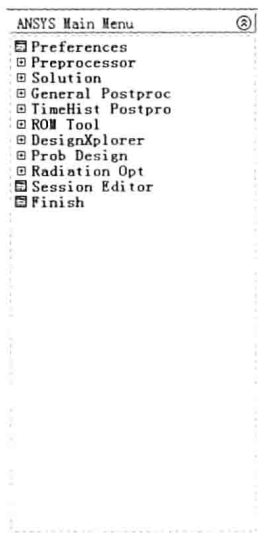 ANSYS Main Menu
Preferences
Preprocessor
Solution
General Postproc
TimeHist Postpro
ROM Tool
DesignXplorer
Prob Design
Radiation Opt
Session Editor
Finish